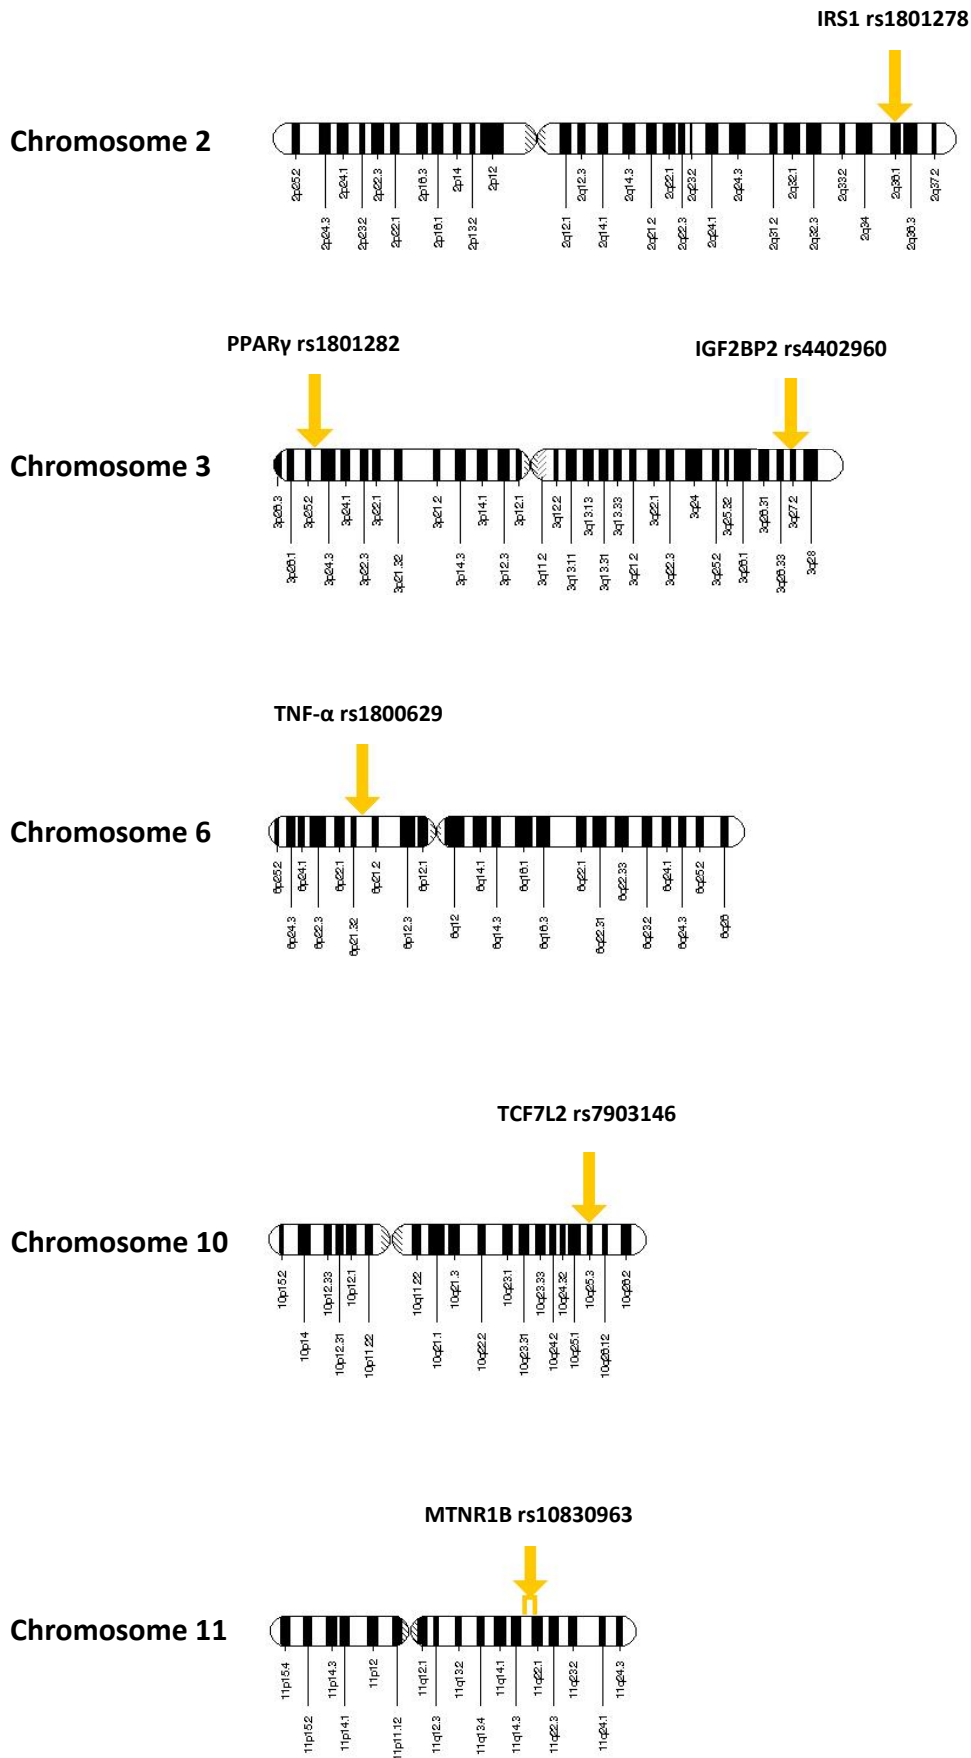 IRS1 rs1801278
Chromosome 2
2p25.2 2p24.1 2p22.3 2p16.3 2p14 2p12 2q12.3 2q14.3 2q22.1 2q23.2 2q24.3 2q32.1 2q33.2 2q36.1 2q37.2
2p24.3 2p23.2 2p22.1 2p16.1 2p13.2 2q12.1 2q14.1 2q21.2 2q22.3 2q24.1 2q31.2 2q32.3 2q34 2q36.3
PPARγ rs1801282
IGF2BP2 rs4402960
Chromosome 3
3p26.3 3p25.2 3p24.1 3p22.1 3p21.2 3p14.1 3p12.1 3q12.2 3q13.13 3q13.33 3q22.1 3q24 3q25.32 3q26.31 3q27.2
3p26.1 3p24.3 3p22.3 3p21.32 3p14.3 3p12.3 3q11.2 3q13.11 3q13.31 3q21.2 3q22.3 3q25.2 3q26.1 3q26.33 3q28
TNF-α rs1800629
Chromosome 6
6p25.2 6p24.1 6p22.1 6p21.2 6p12.1 6q14.1 6q16.1 6q22.1 6q22.33 6q24.1 6q25.2
6p24.3 6p22.3 6p21.32 6p12.3 6q12 6q14.3 6q16.3 6q22.31 6q23.2 6q24.3 6q26
TCF7L2 rs7903146
Chromosome 10
10p15.2 10p12.33 10p12.1 10q11.22 10q21.3 10q23.1 10q23.33 10q24.32 10q25.3 10q26.2
10p14 10p12.31 10p11.22 10q21.1 10q22.2 10q23.31 10q24.2 10q25.1 10q26.12
MTNR1B rs10830963
Chromosome 11
11p15.4 11p14.3 11p12 11q12.1 11q13.2 11q14.1 11q22.1 11q23.2 11q24.3
11p15.2 11p14.1 11p11.12 11q12.3 11q13.4 11q14.3 11q22.3 11q24.1